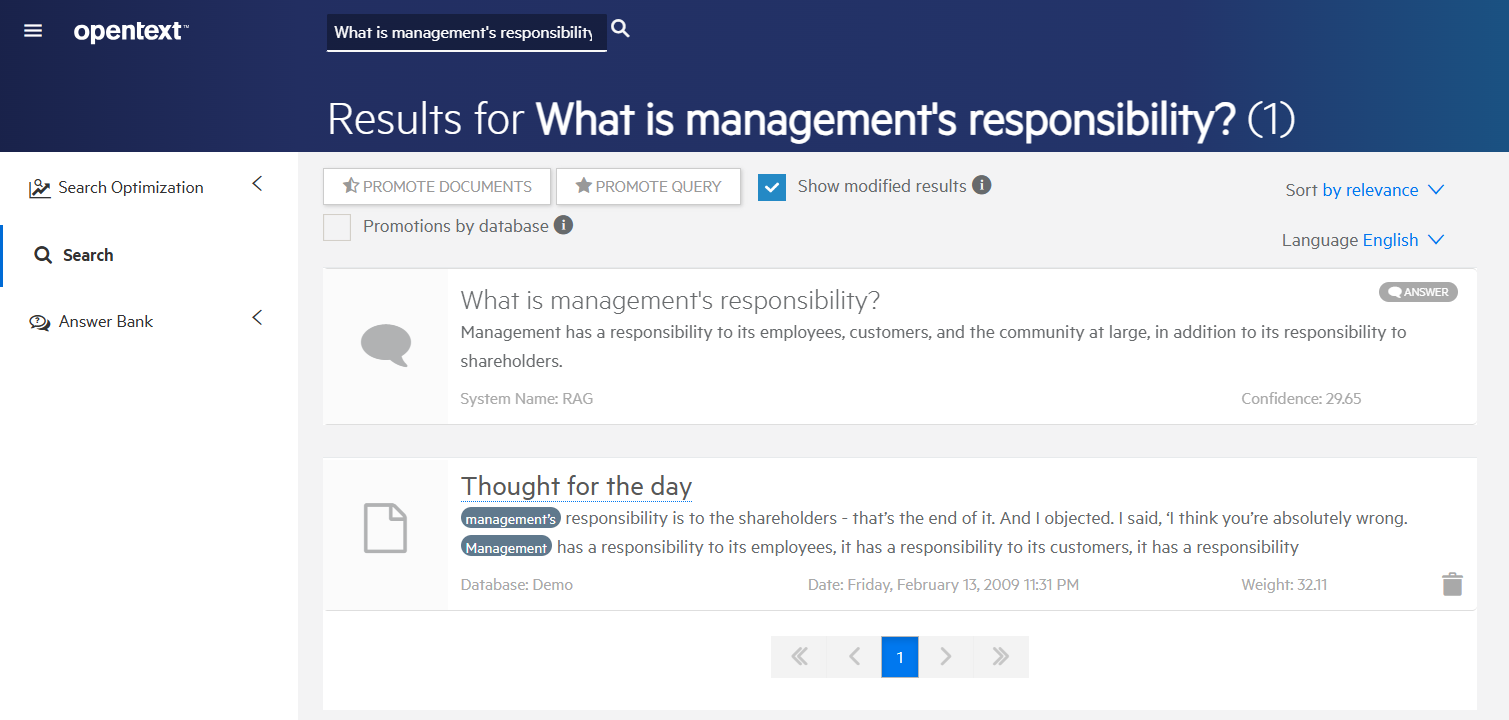 opentext™
What is management's responsibility
Results for What is management's responsibility? (1)
Search Optimization
Search
Answer Bank
PROMOTE DOCUMENTS
PROMOTE QUERY
Show modified results
Sort by relevance
Promotions by database
Language English
What is management's responsibility?
ANSWER
Management has a responsibility to its employees, customers, and the community at large, in addition to its responsibility to
shareholders.
System Name: RAG
Confidence: 29.65
Thought for the day
management’s responsibility is to the shareholders - that’s the end of it. And I objected. I said, ‘I think you’re absolutely wrong.
Management has a responsibility to its employees, it has a responsibility to its customers, it has a responsibility
Database: Demo
Date: Friday, February 13, 2009 11:31 PM
Weight: 32.11
1